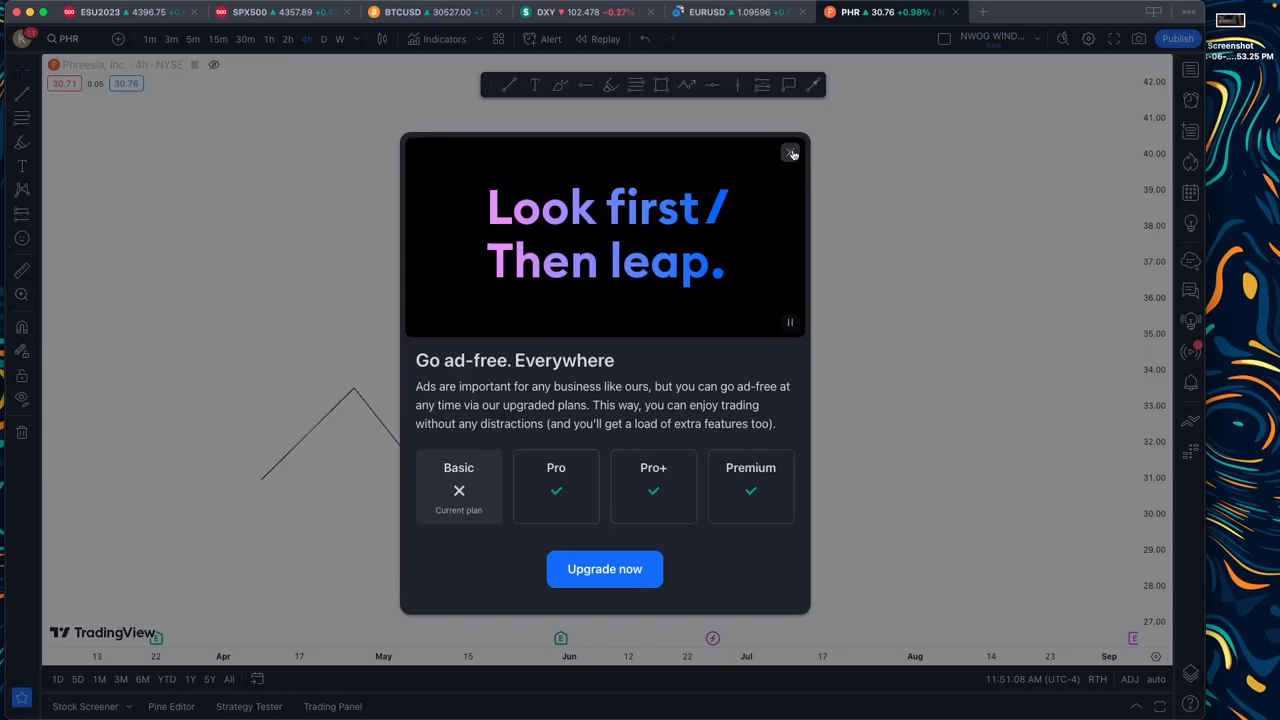 ESU2023 ▲ 4396.75
SPX500 ▲ 4357.89
BTCUSD ▲ 30527.00
DXY ▼ 102.478 −0.27%
EURUSD ▲ 1.09596
PHR ▲ 30.76 +0.98% /
K
11
PHR
1m 3m 5m 15m 30m 1h 2h 4h D W
Indicators
Alert
Replay
NWOG WIND...
Save
Publish
Screenshot
Phreesia, Inc. · 4h · NYSE
30.71 0.05 30.76
Look first/
Then leap.
Go ad-free. Everywhere
Ads are important for any business like ours, but you can go ad-free at
any time via our upgraded plans. This way, you can enjoy trading
without any distractions (and you'll get a load of extra features too).
Basic
Current plan
Pro
Pro+
Premium
Upgrade now
42.00
41.00
40.00
39.00
38.00
37.00
36.00
35.00
34.00
33.00
32.00
31.00
30.00
29.00
28.00
27.00
TradingView
E E E
13 22 Apr 17 May 15 Jun 12 22 Jul 17 Aug 14 23 Sep
1D 5D 1M 3M 6M YTD 1Y 5Y All
11:51:08 AM (UTC-4) RTH ADJ auto
Stock Screener Pine Editor Strategy Tester Trading Panel